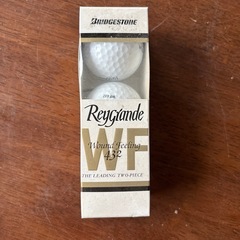 BRIDGESTONE
ReyGrande
WF
Wound feeling
432
THE LEADING TWO-PIECE